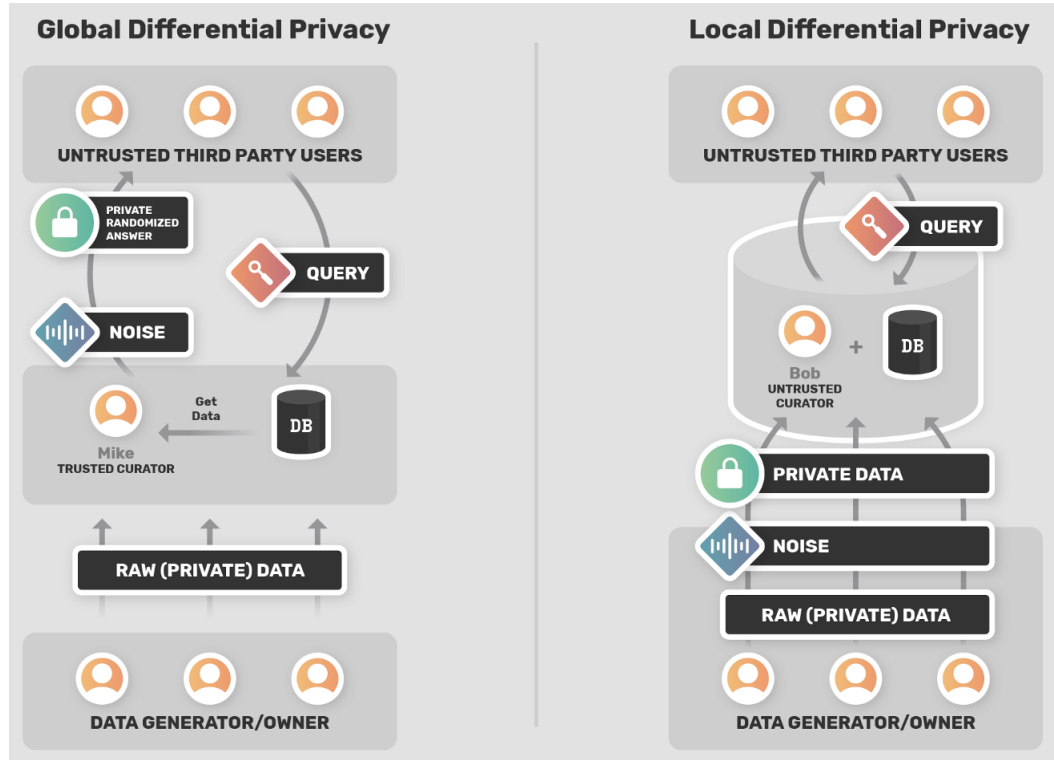 Global Differential Privacy
UNTRUSTED THIRD PARTY USERS
PRIVATE
RANDOMIZED
ANSWER
QUERY
NOISE
Get
Data
DB
Mike
TRUSTED CURATOR
RAW (PRIVATE) DATA
DATA GENERATOR/OWNER
Local Differential Privacy
UNTRUSTED THIRD PARTY USERS
QUERY
+
DB
Bob
UNTRUSTED
CURATOR
PRIVATE DATA
NOISE
RAW (PRIVATE) DATA
DATA GENERATOR/OWNER